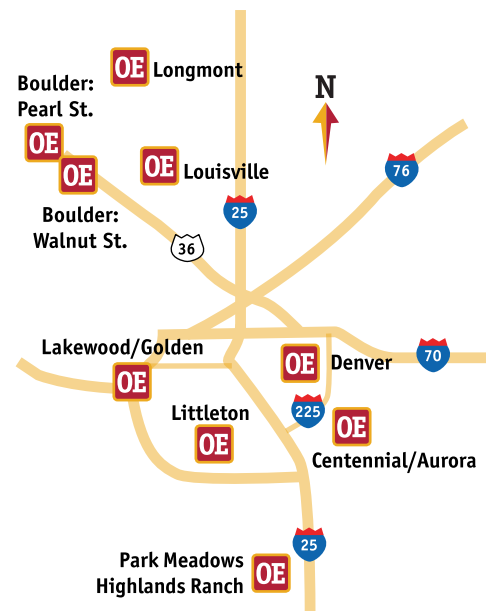 OE Longmont
N
Boulder:
Pearl St.
OE
OE
OE Louisville
76
Boulder:
Walnut St.
25
36
Lakewood/Golden
OE
OE Denver
70
Littleton
OE
225
OE
Centennial/Aurora
25
Park Meadows
Highlands Ranch
OE